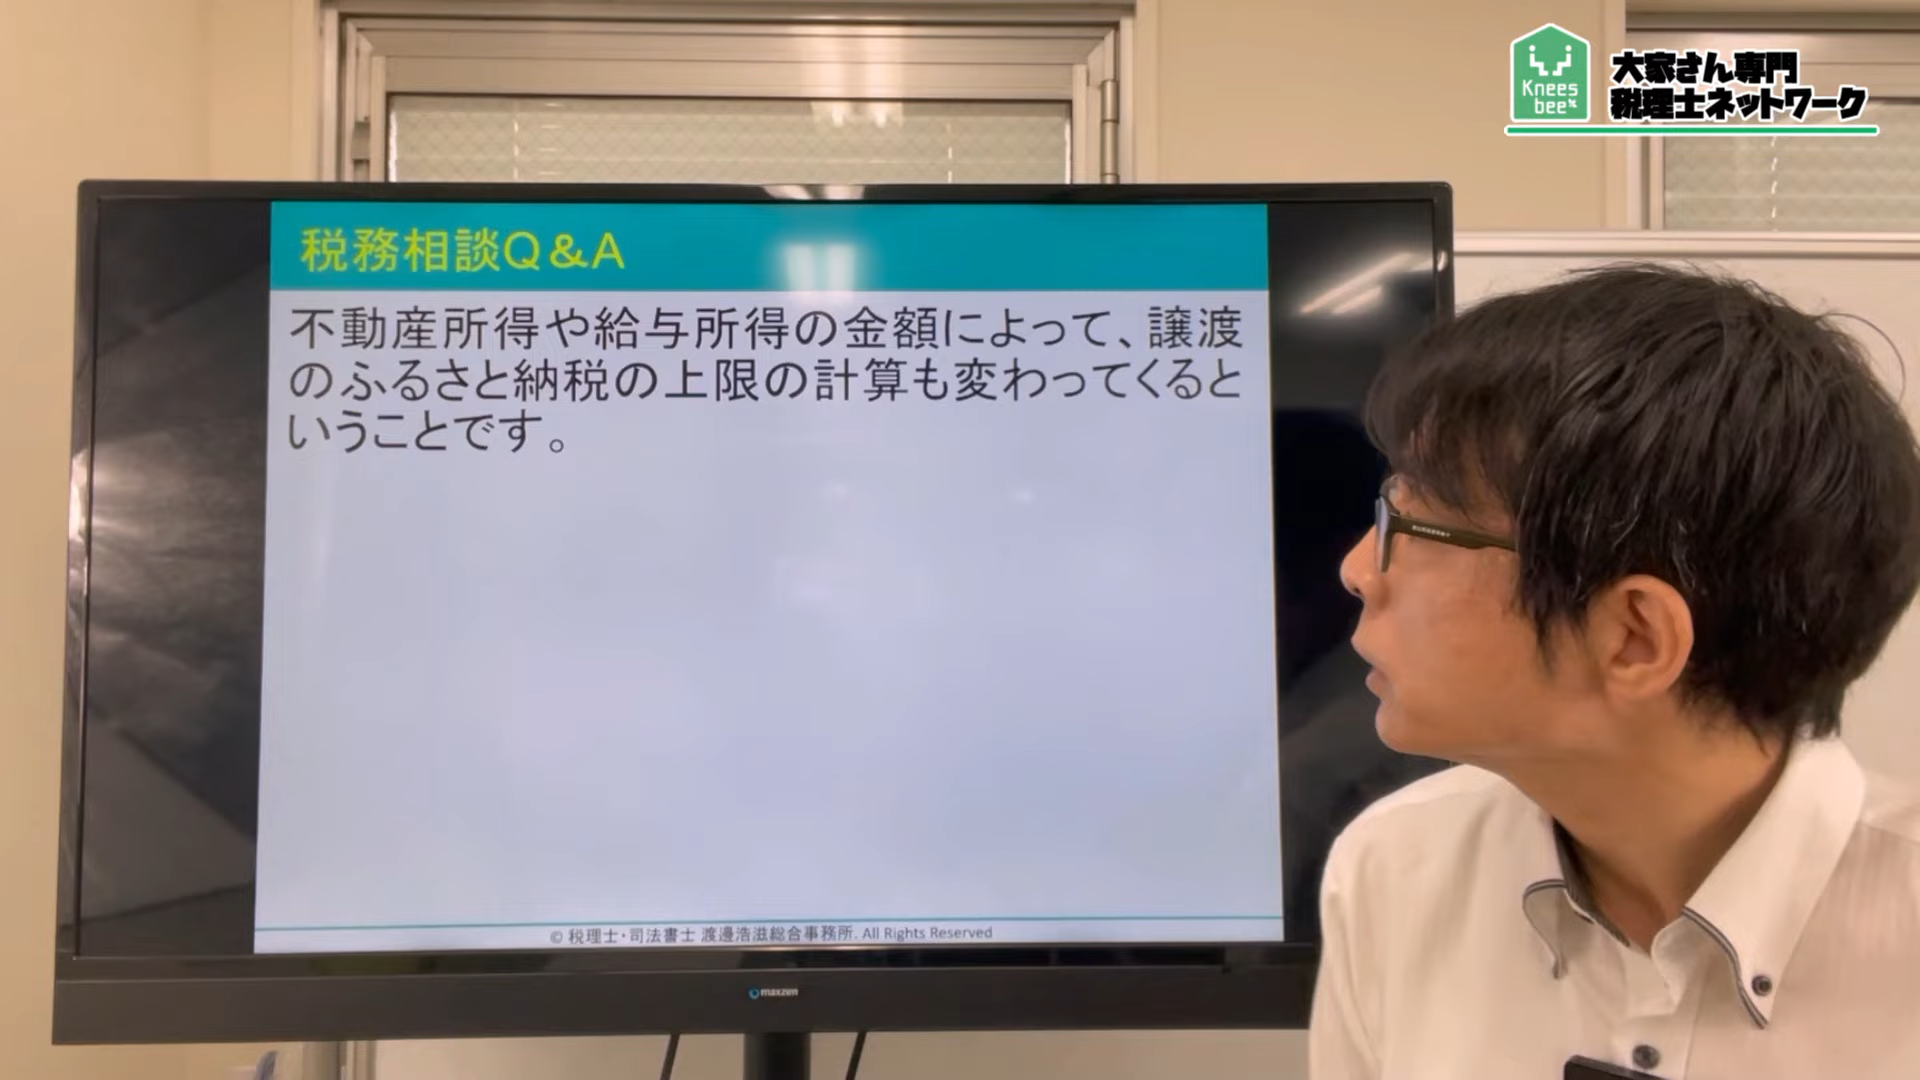 Knees
bee
大家さん専門
税理士ネットワーク
税務相談Q&A
不動産所得や給与所得の金額によって、譲渡
のふるさと納税の上限の計算も変わってくると
いうことです。
© 税理士・司法書士 渡邉浩滋総合事務所. All Rights Reserved
maxzen